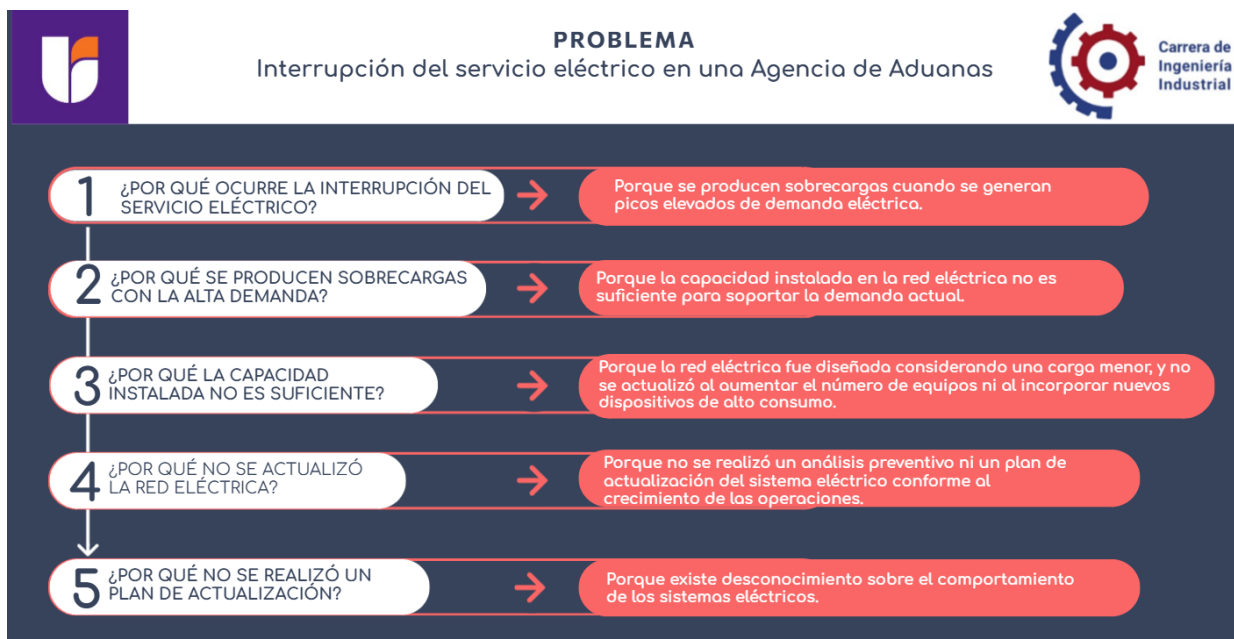 PROBLEMA
Interrupción del servicio eléctrico en una Agencia de Aduanas
Carrera de
Ingeniería
Industrial
1
¿POR QUÉ OCURRE LA INTERRUPCIÓN DEL
SERVICIO ELÉCTRICO?
Porque se producen sobrecargas cuando se generan
picos elevados de demanda eléctrica.
2
¿POR QUÉ SE PRODUCEN SOBRECARGAS
CON LA ALTA DEMANDA?
Porque la capacidad instalada en la red eléctrica no es
suficiente para soportar la demanda actual.
3
¿POR QUÉ LA CAPACIDAD
INSTALADA NO ES SUFICIENTE?
Porque la red eléctrica fue diseñada considerando una carga menor, y no
se actualizó al aumentar el número de equipos ni al incorporar nuevos
dispositivos de alto consumo.
4
¿POR QUÉ NO SE ACTUALIZÓ
LA RED ELÉCTRICA?
Porque no se realizó un análisis preventivo ni un plan de
actualización del sistema eléctrico conforme al
crecimiento de las operaciones.
5
¿POR QUÉ NO SE REALIZÓ UN
PLAN DE ACTUALIZACIÓN?
Porque existe desconocimiento sobre el comportamiento
de los sistemas eléctricos.